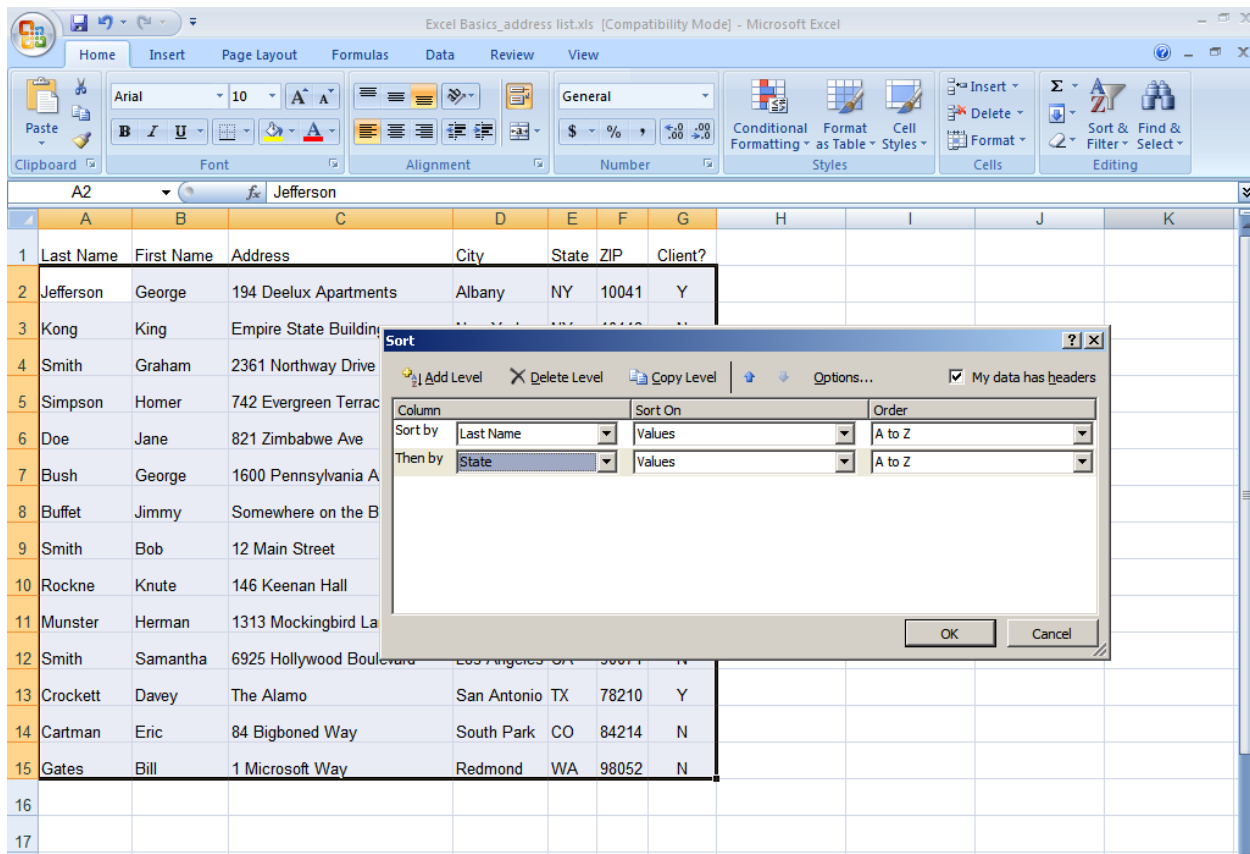 Excel Basics_address list.xls [Compatibility Mode] - Microsoft Excel
Home Insert Page Layout Formulas Data Review View
Arial 10 A A General Insert Σ
Paste B I U A $ % , .0 .00 .00 .0 Conditional Formatting Format as Table Cell Styles Delete Format Sort & Filter Find & Select
Clipboard Font Alignment Number Styles Cells Editing
A2 fx Jefferson
A B C D E F G H I J K
1 Last Name First Name Address City State ZIP Client?
2 Jefferson George 194 Deelux Apartments Albany NY 10041 Y
3 Kong King Empire State Building
4 Smith Graham 2361 Northway Drive
5 Simpson Homer 742 Evergreen Terrac
6 Doe Jane 821 Zimbabwe Ave
7 Bush George 1600 Pennsylvania A
8 Buffet Jimmy Somewhere on the B
9 Smith Bob 12 Main Street
10 Rockne Knute 146 Keenan Hall
11 Munster Herman 1313 Mockingbird La
12 Smith Samantha 6925 Hollywood Boulevard Los Angeles CA
13 Crockett Davey The Alamo San Antonio TX 78210 Y
14 Cartman Eric 84 Bigboned Way South Park CO 84214 N
15 Gates Bill 1 Microsoft Way Redmond WA 98052 N
16
17
Sort
Add Level Delete Level Copy Level Options... My data has headers
Column Sort On Order
Sort by Last Name Values A to Z
Then by State Values A to Z
OK Cancel